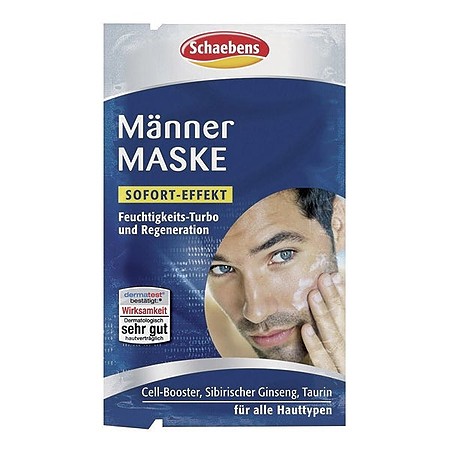 Schaebens
Männer
MASKE
SOFORT-EFFEKT
Feuchtigkeits-Turbo
und Regeneration
dermatest®
bestätigt:*
Wirksamkeit
Dermatologisch
sehr gut
hautverträglich
Cell-Booster, Sibirischer Ginseng, Taurin
für alle Hauttypen